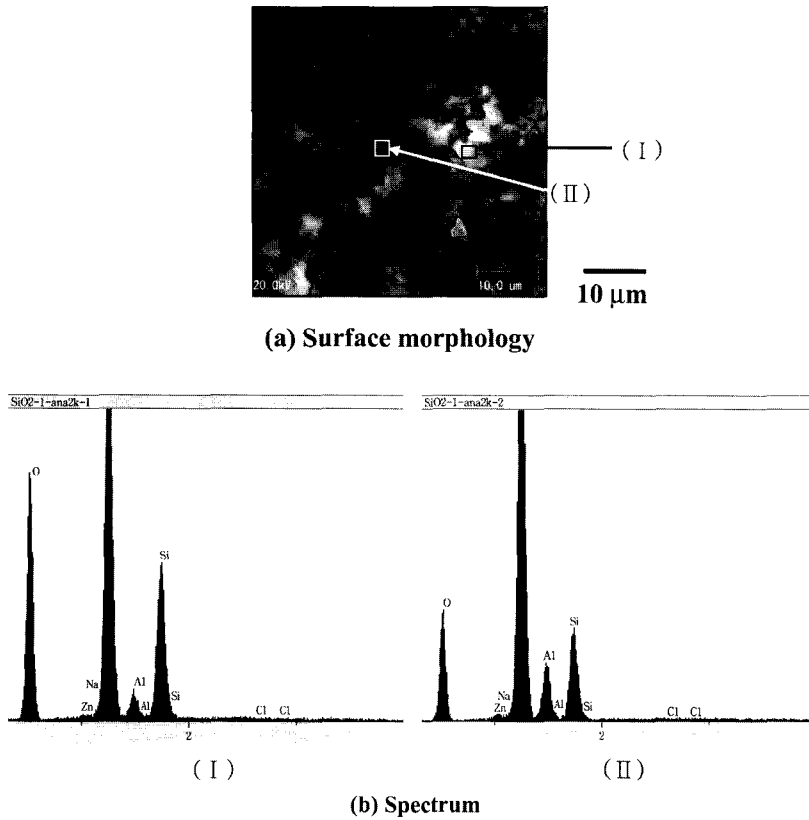 (Ⅰ)
(Ⅱ)
20.0kV
10.0 um
10 μm
(a) Surface morphology
SiO2-1-ana2k-1
O
Si
Na
Al
Zn
Al
Si
Cl Cl
2
(Ⅰ)
SiO2-1-ana2k-2
O
Si
Al
Na
Zn
Al
Si
Cl Cl
2
(Ⅱ)
(b) Spectrum